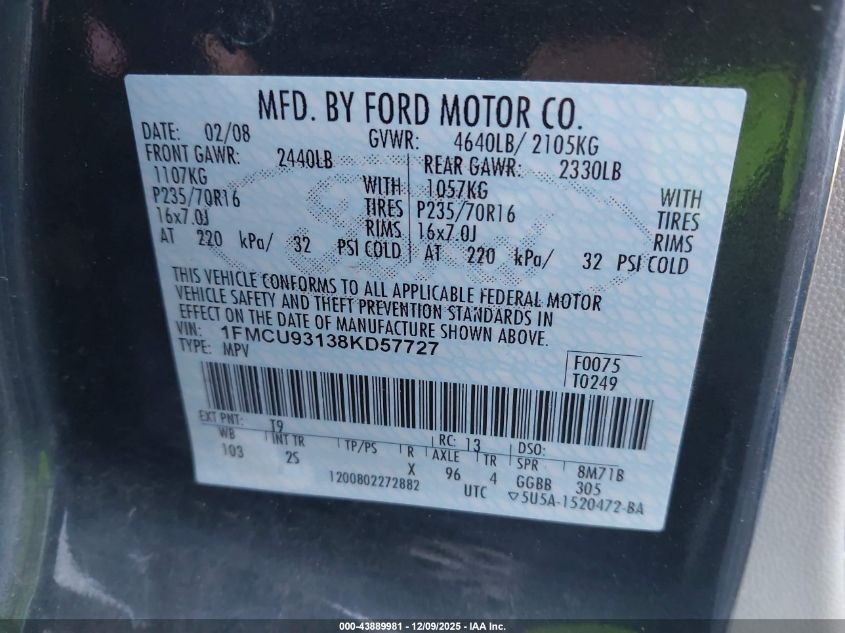 MFD. BY FORD MOTOR CO.
DATE: 02/08 GVWR: 4640LB/ 2105KG
FRONT GAWR: 2440LB REAR GAWR: 2330LB
1107KG WITH 1057KG WITH
P235/70R16 TIRES P235/70R16 TIRES
16x7.0J RIMS 16x7.0J RIMS
AT 220 kPa/ 32 PSI COLD AT 220 kPa/ 32 PSI COLD
THIS VEHICLE CONFORMS TO ALL APPLICABLE FEDERAL MOTOR
VEHICLE SAFETY AND THEFT PREVENTION STANDARDS IN
EFFECT ON THE DATE OF MANUFACTURE SHOWN ABOVE.
VIN: 1FMCU93138KD57727
TYPE: MPV
F0075
T0249
EXT PNT: T9 RC: 13 DSO:
WB INT TR TP/PS R AXLE TR SPR 8M71B
103 2S X 96 4 GGBB 305
1200802272882 UTC ▽5U5A-1520472-BA
000-43889981 - 12/09/2025 - IAA Inc.